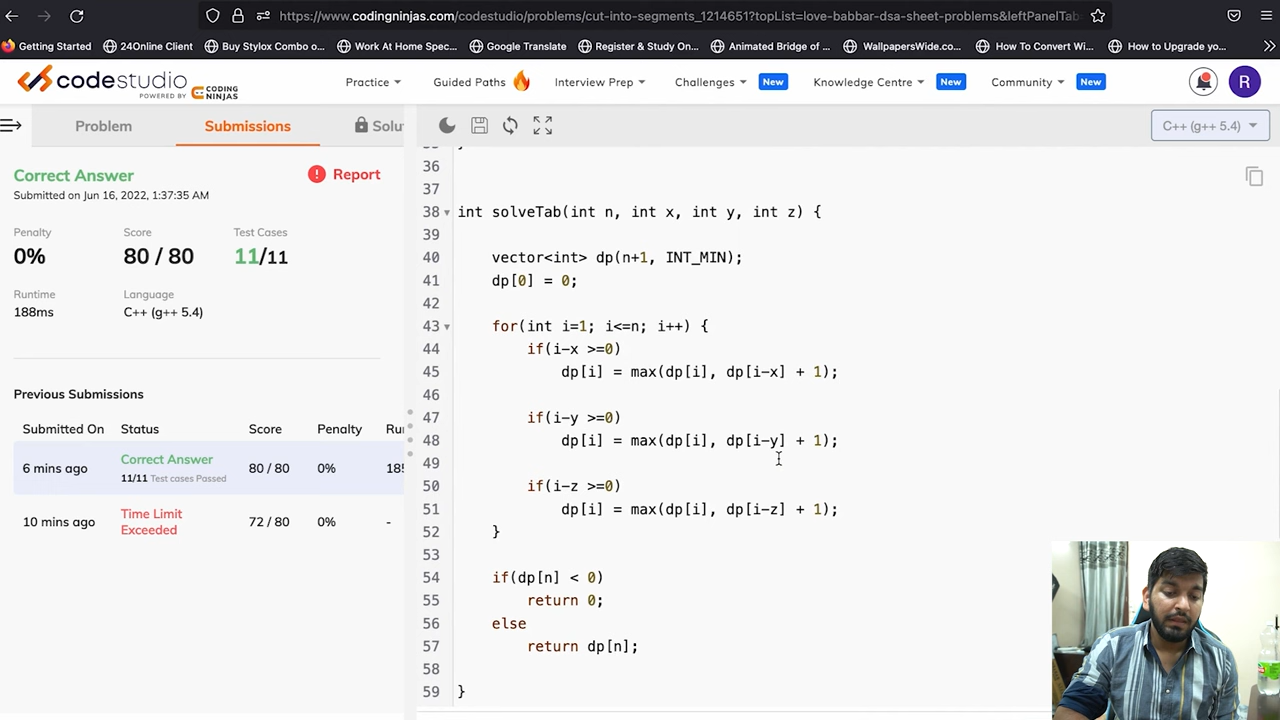 https://www.codingninjas.com/codestudio/problems/cut-into-segments_1214651?topList=love-babbar-dsa-sheet-problems&leftPanelTab
Getting Started 24Online Client Buy Stylox Combo o... Work At Home Spec... Google Translate Register & Study On... Animated Bridge of ... WallpapersWide.co... How To Convert Wi... How to Upgrade yo...
codestudio
POWERED BY CODING NINJAS
Practice Guided Paths Interview Prep Challenges New Knowledge Centre New Community New R
Problem Submissions Solut C++ (g++ 5.4)
Correct Answer Report
Submitted on Jun 16, 2022, 1:37:35 AM
Penalty Score Test Cases
0% 80 / 80 11/11
Runtime Language
188ms C++ (g++ 5.4)
Previous Submissions
Submitted On Status Score Penalty Ru
6 mins ago Correct Answer 80 / 80 0% 185
11/11 Test cases Passed
10 mins ago Time Limit Exceeded 72 / 80 0% -
36
37
38 int solveTab(int n, int x, int y, int z) {
39
40 vector<int> dp(n+1, INT_MIN);
41 dp[0] = 0;
42
43 for(int i=1; i<=n; i++) {
44 if(i-x >=0)
45 dp[i] = max(dp[i], dp[i-x] + 1);
46
47 if(i-y >=0)
48 dp[i] = max(dp[i], dp[i-y] + 1);
49
50 if(i-z >=0)
51 dp[i] = max(dp[i], dp[i-z] + 1);
52 }
53
54 if(dp[n] < 0)
55 return 0;
56 else
57 return dp[n];
58
59 }